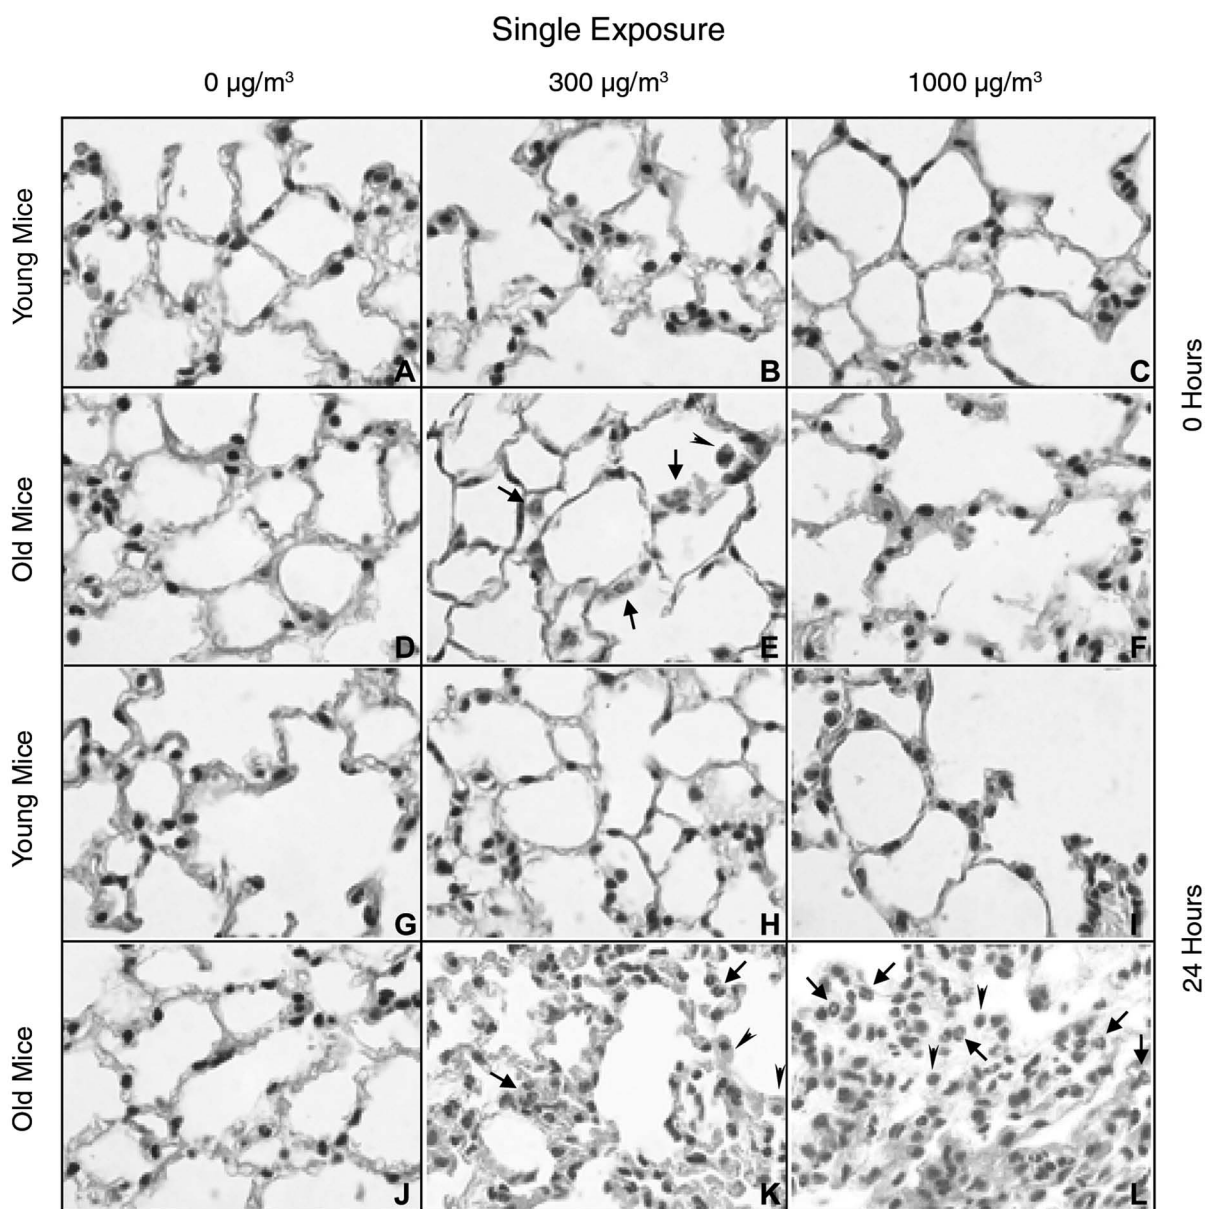 Single Exposure
0 µg/m³
300 µg/m³
1000 µg/m³
Young Mice
A
B
C
0 Hours
Old Mice
D
E
F
Young Mice
G
H
I
24 Hours
Old Mice
J
K
L